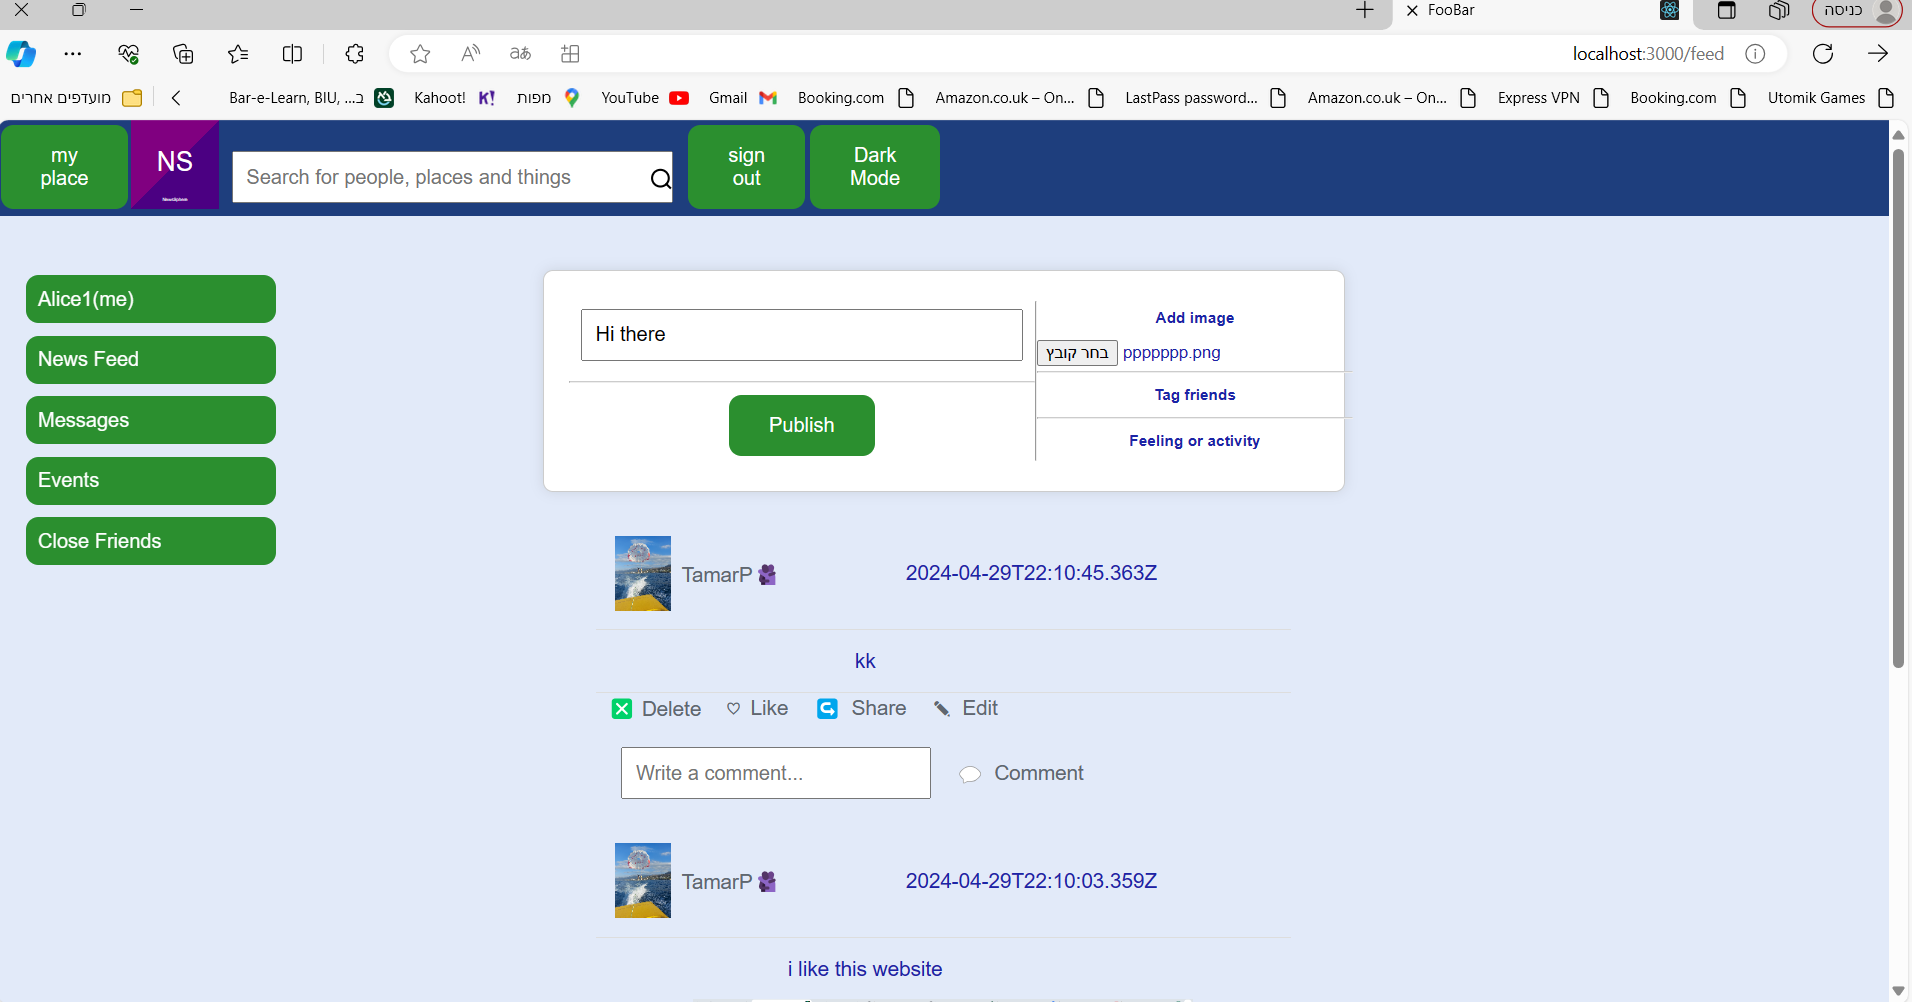 FooBar
כניסה
localhost:3000/feed
מועדפים אחרים
Bar-e-Learn, BIU, ...ב
Kahoot!
מפות
YouTube
Gmail
Booking.com
Amazon.co.uk – On...
LastPass password...
Amazon.co.uk – On...
Express VPN
Booking.com
Utomik Games
my
place
NS
NewsSphere
Search for people, places and things
sign
out
Dark
Mode
Alice1(me)
News Feed
Messages
Events
Close Friends
Hi there
Publish
Add image
בחר קובץ
ppppppp.png
Tag friends
Feeling or activity
TamarP
2024-04-29T22:10:45.363Z
kk
Delete
Like
Share
Edit
Write a comment...
Comment
TamarP
2024-04-29T22:10:03.359Z
i like this website